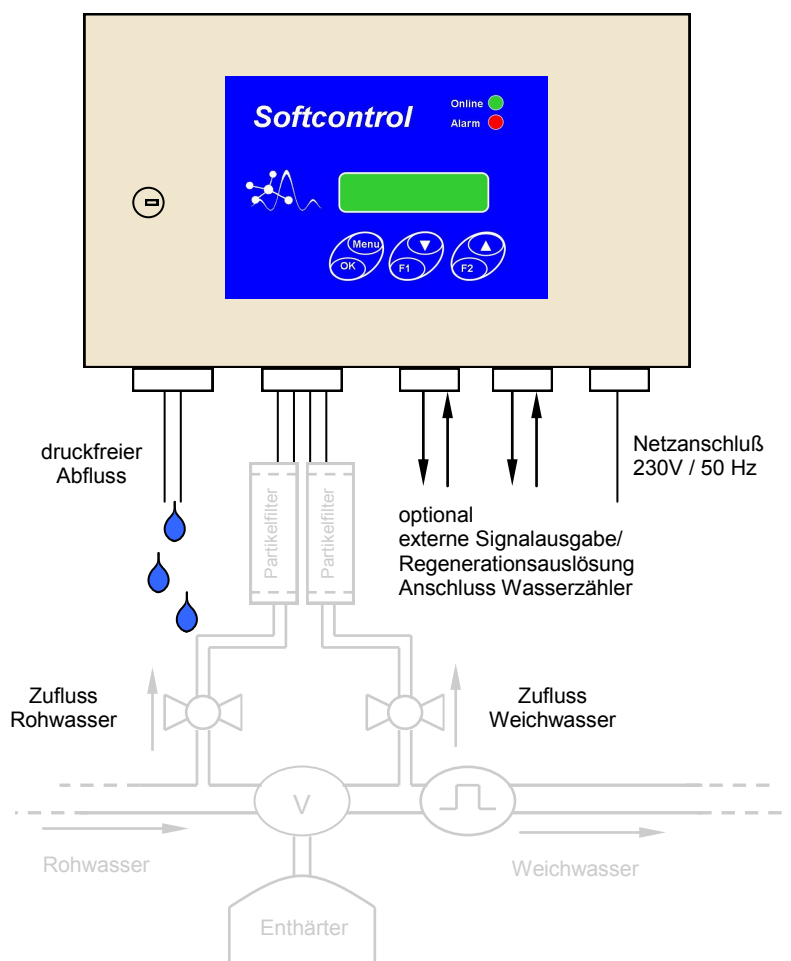 Softcontrol
Online
Alarm
Menu
OK
▼
F1
▲
F2
druckfreier
Abfluss
Partikelfilter
Partikelfilter
Netzanschluß
230V / 50 Hz
optional
externe Signalausgabe/
Regenerationsauslösung
Anschluss Wasserzähler
Zufluss
Rohwasser
Zufluss
Weichwasser
V
Rohwasser
Weichwasser
Enthärter